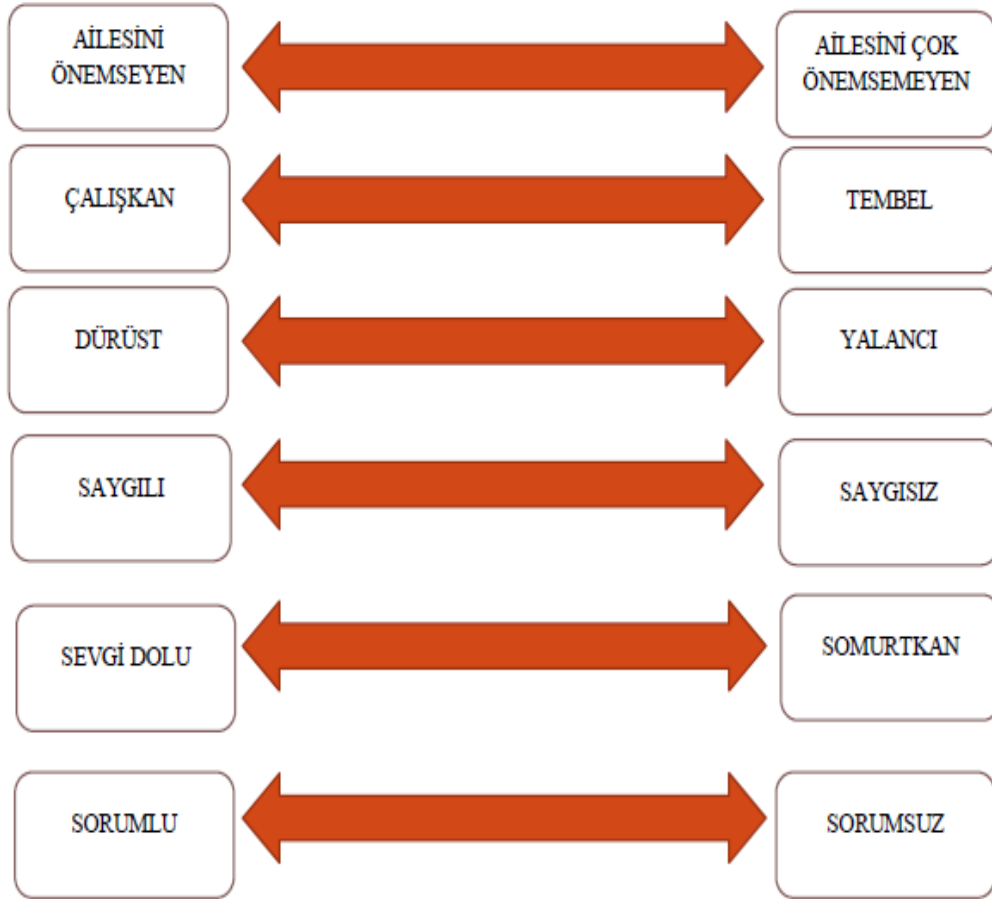 AİLESİNİ
ÖNEMSEYEN
AİLESİNİ ÇOK
ÖNEMSEMEYEN
ÇALIŞKAN
TEMBEL
DÜRÜST
YALANCI
SAYGILI
SAYGISIZ
SEVGİ DOLU
SOMURTKAN
SORUMLU
SORUMSUZ